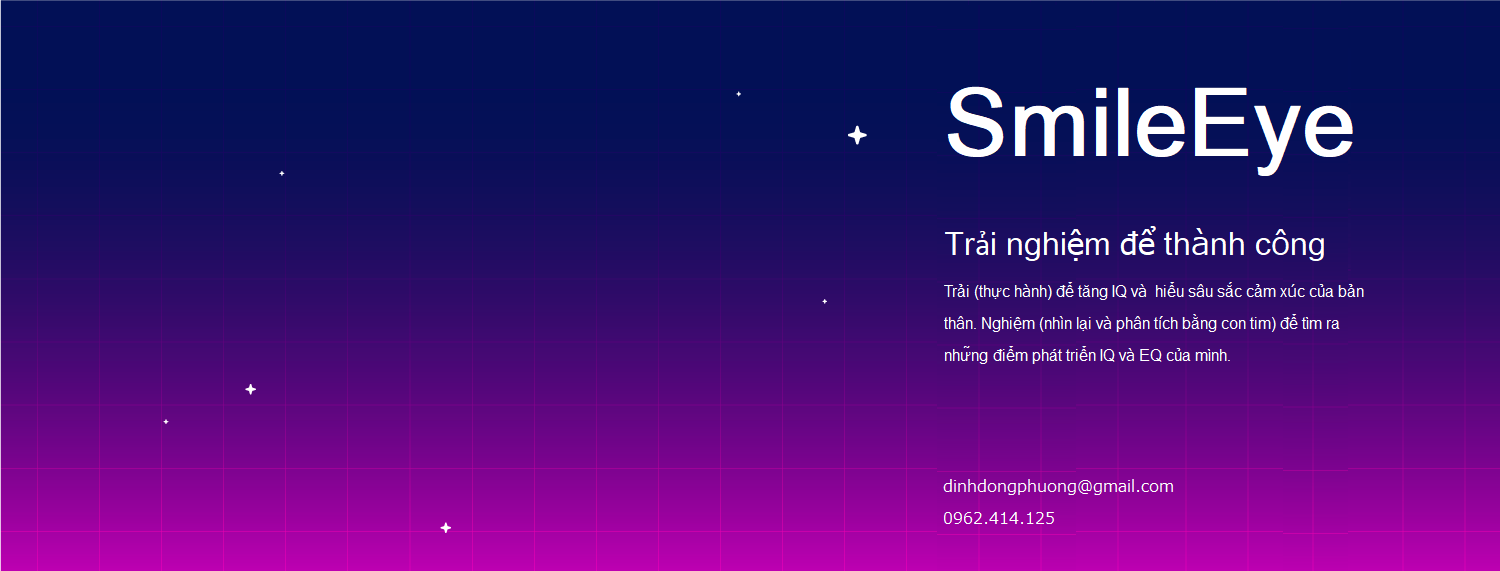 SmileEye
Trải nghiệm để thành công
Trải (thực hành) để tăng IQ và  hiểu sâu sắc cảm xúc của bản
thân. Nghiệm (nhìn lại và phân tích bằng con tim) để tìm ra
những điểm phát triển IQ và EQ của mình.
dinhdongphuong@gmail.com
0962.414.125